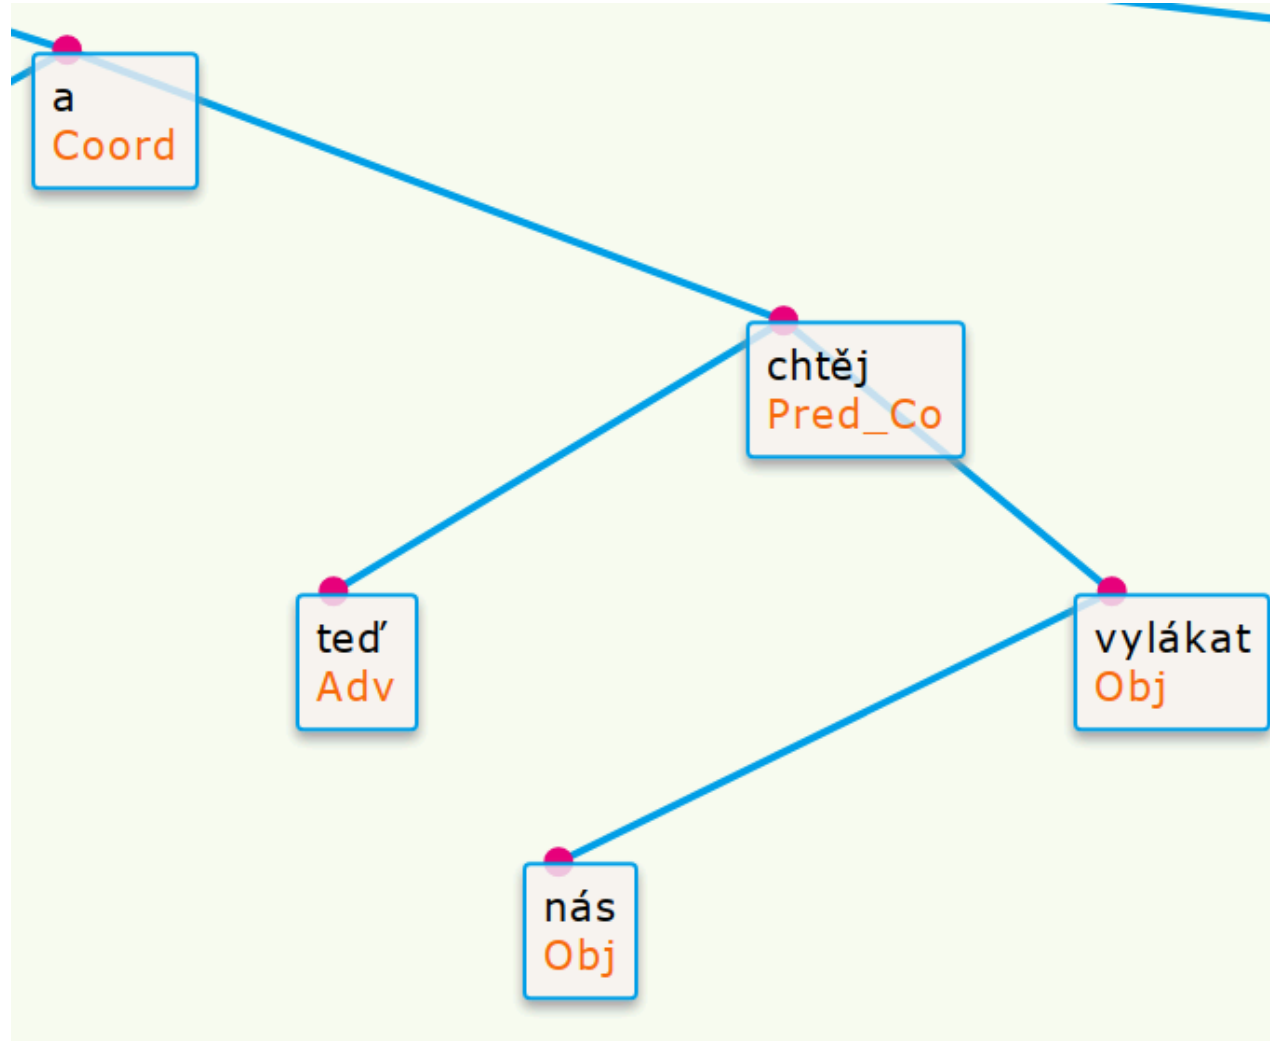 a
Coord
chtěj
Pred_Co
teď
Adv
vylákat
Obj
nás
Obj